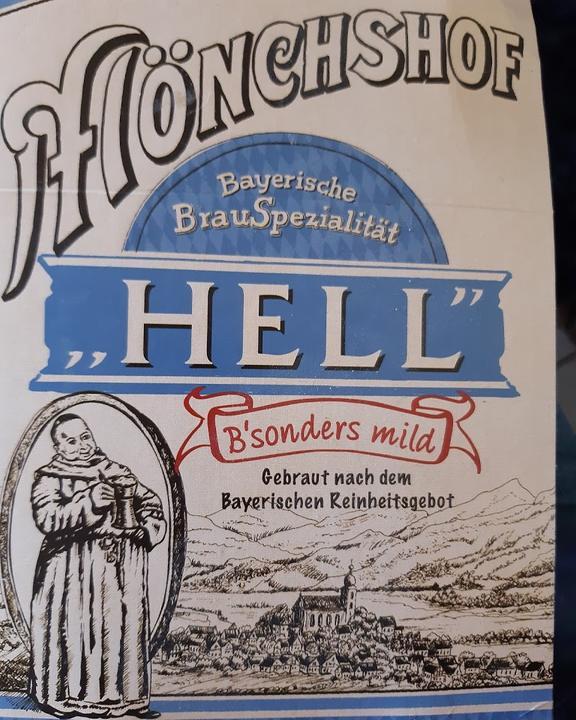 MÖNCHSHOF
Bayerische
BrauSpezialität
„HELL”
B'sonders mild
Gebraut nach dem
Bayerischen Reinheitsgebot